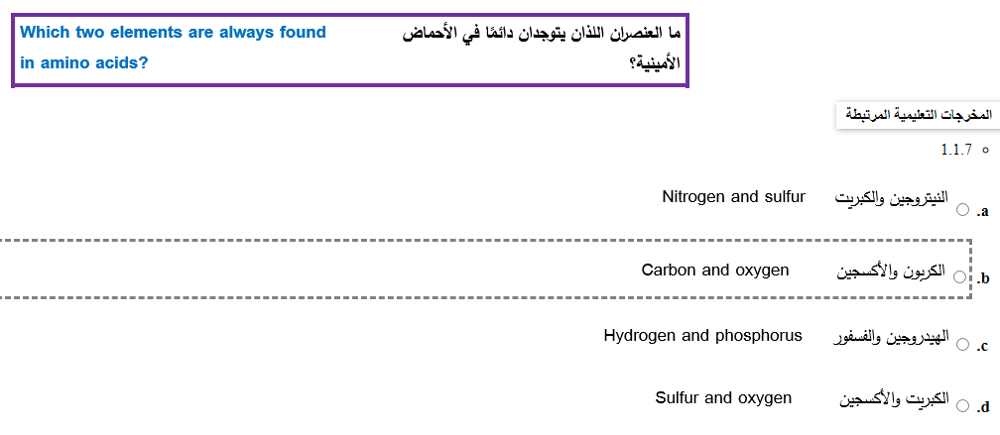 Which two elements are always found
in amino acids?
ما العنصران اللذان يتوجدان دائمًا في الأحماض
الأمينية؟
المخرجات التعليمية المرتبطة
1.1.7
a. النيتروجين والكبريت Nitrogen and sulfur
b. الكربون والأكسجين Carbon and oxygen
c. الهيدروجين والفسفور Hydrogen and phosphorus
d. الكبريت والأكسجين Sulfur and oxygen